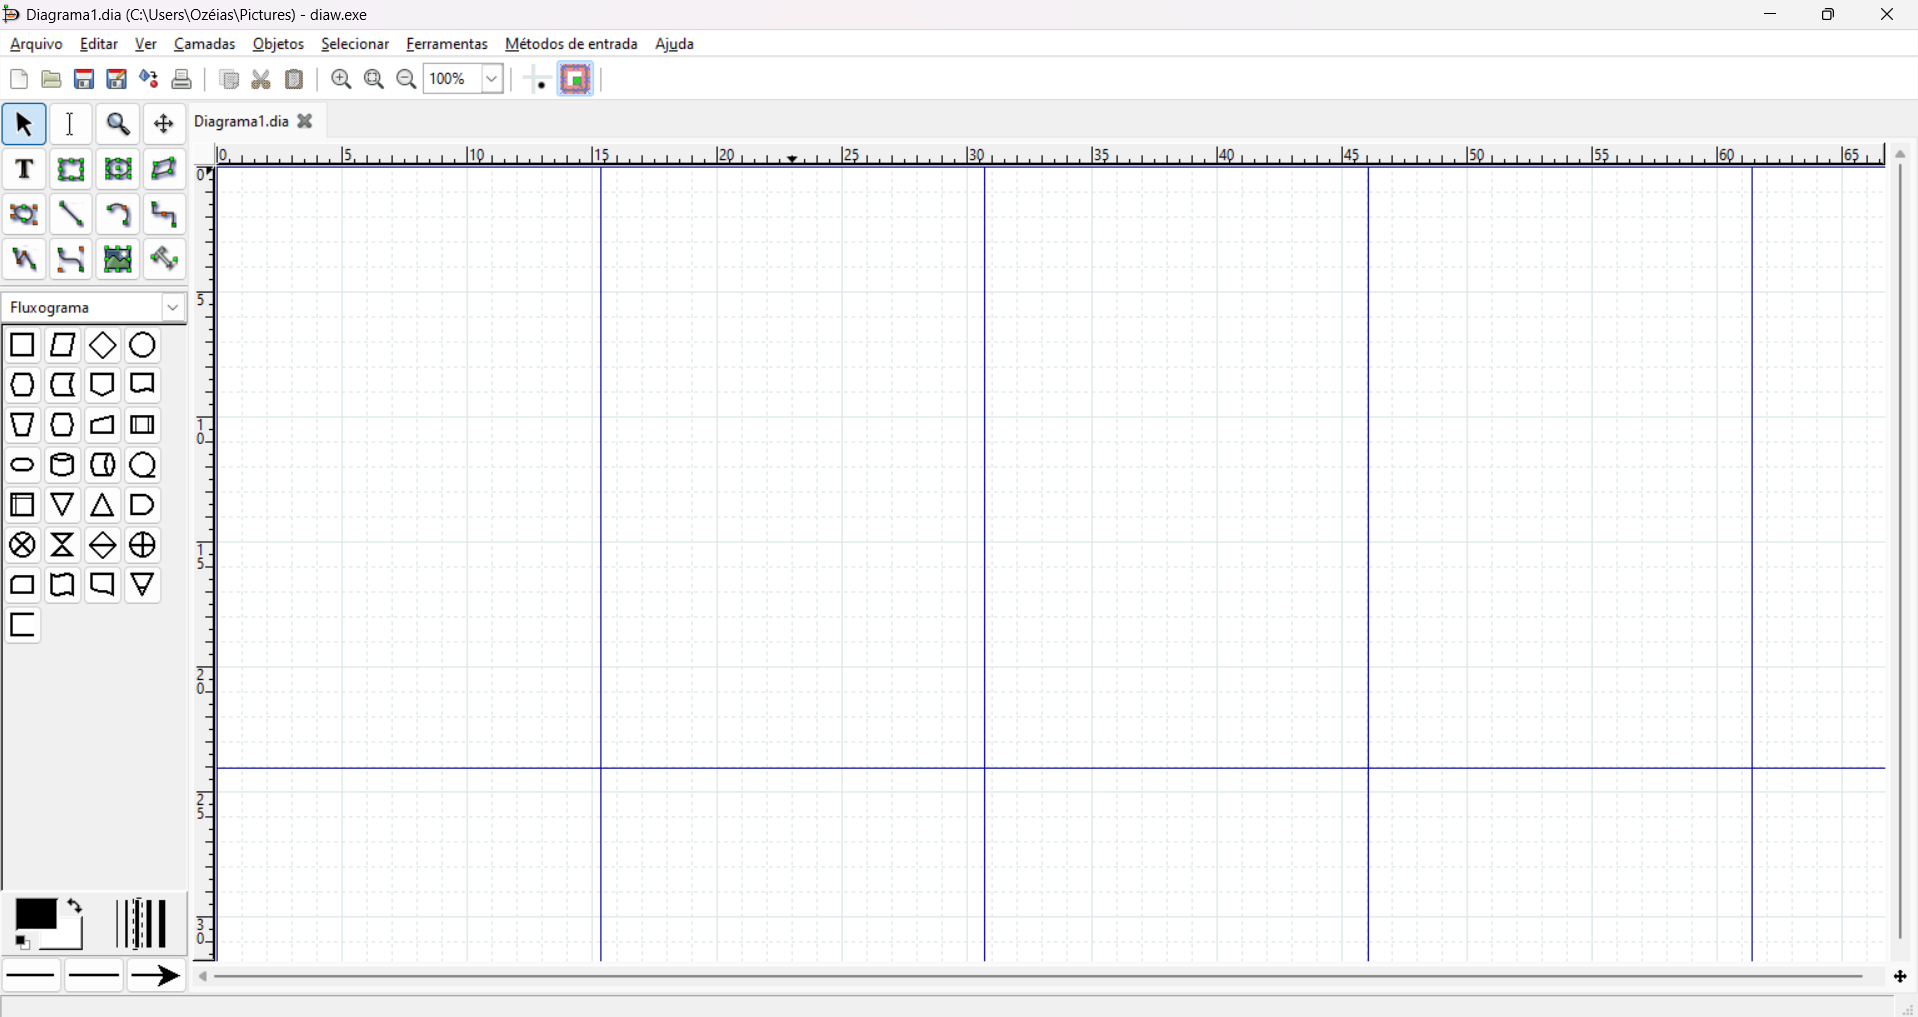 Diagrama1.dia (C:\Users\Ozéias\Pictures) - diaw.exe
Arquivo Editar Ver Camadas Objetos Selecionar Ferramentas Métodos de entrada Ajuda
100%
Diagrama1.dia
0 5 10 15 20 25 30 35 40 45 50 55 60 65
T
Fluxograma
0
5
10
15
20
25
30